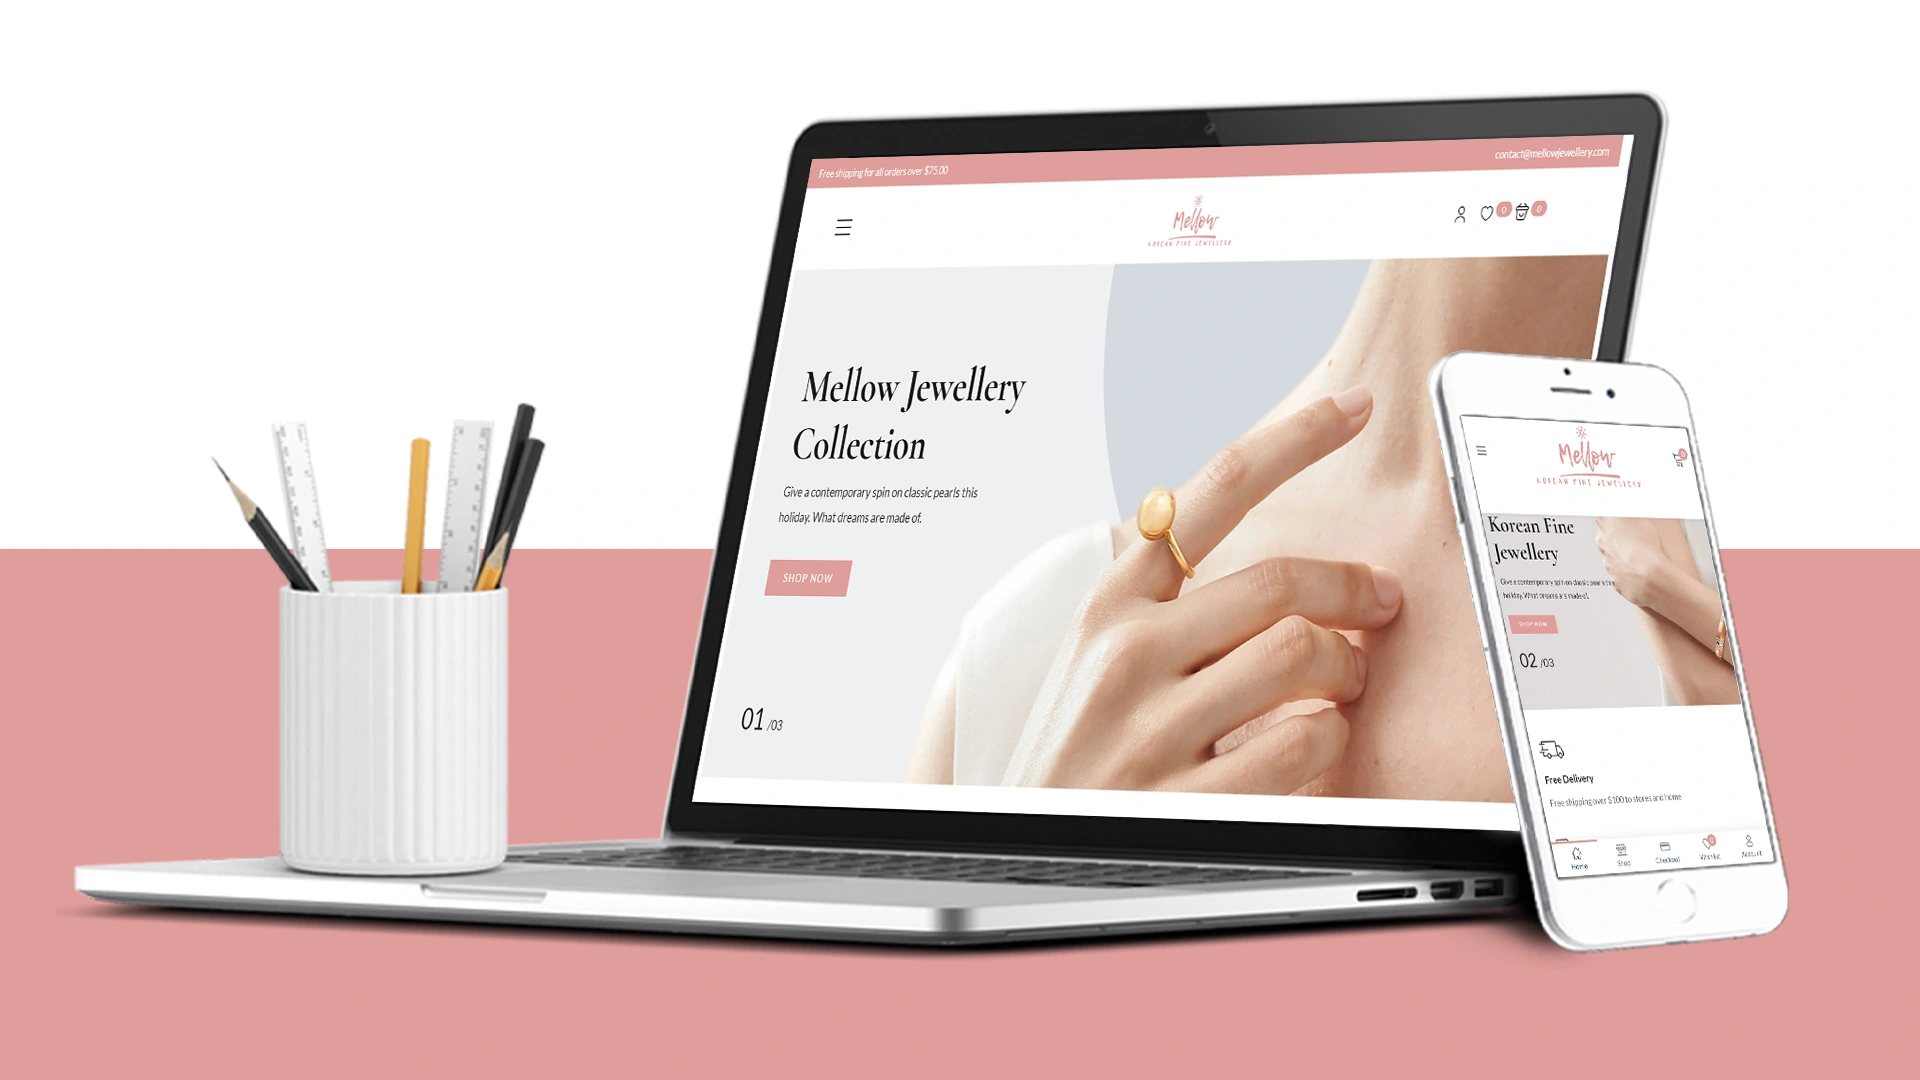 Free shipping for all orders over $75.00
contact@mellowjewellery.com
Mellow
KOREAN FINE JEWELLERY
0
0
Mellow Jewellery
Collection
Give a contemporary spin on classic pearls this
holiday. What dreams are made of.
SHOP NOW
01 /03
Mellow
KOREAN FINE JEWELLERY
0
Korean Fine
Jewellery
Give a contemporary spin on classic pearls this
holiday. What dreams are made of.
SHOP NOW
02 /03
Free Delivery
Free shipping over $100 to stores and home
0
Home
Shop
Checkout
Wishlist
Account